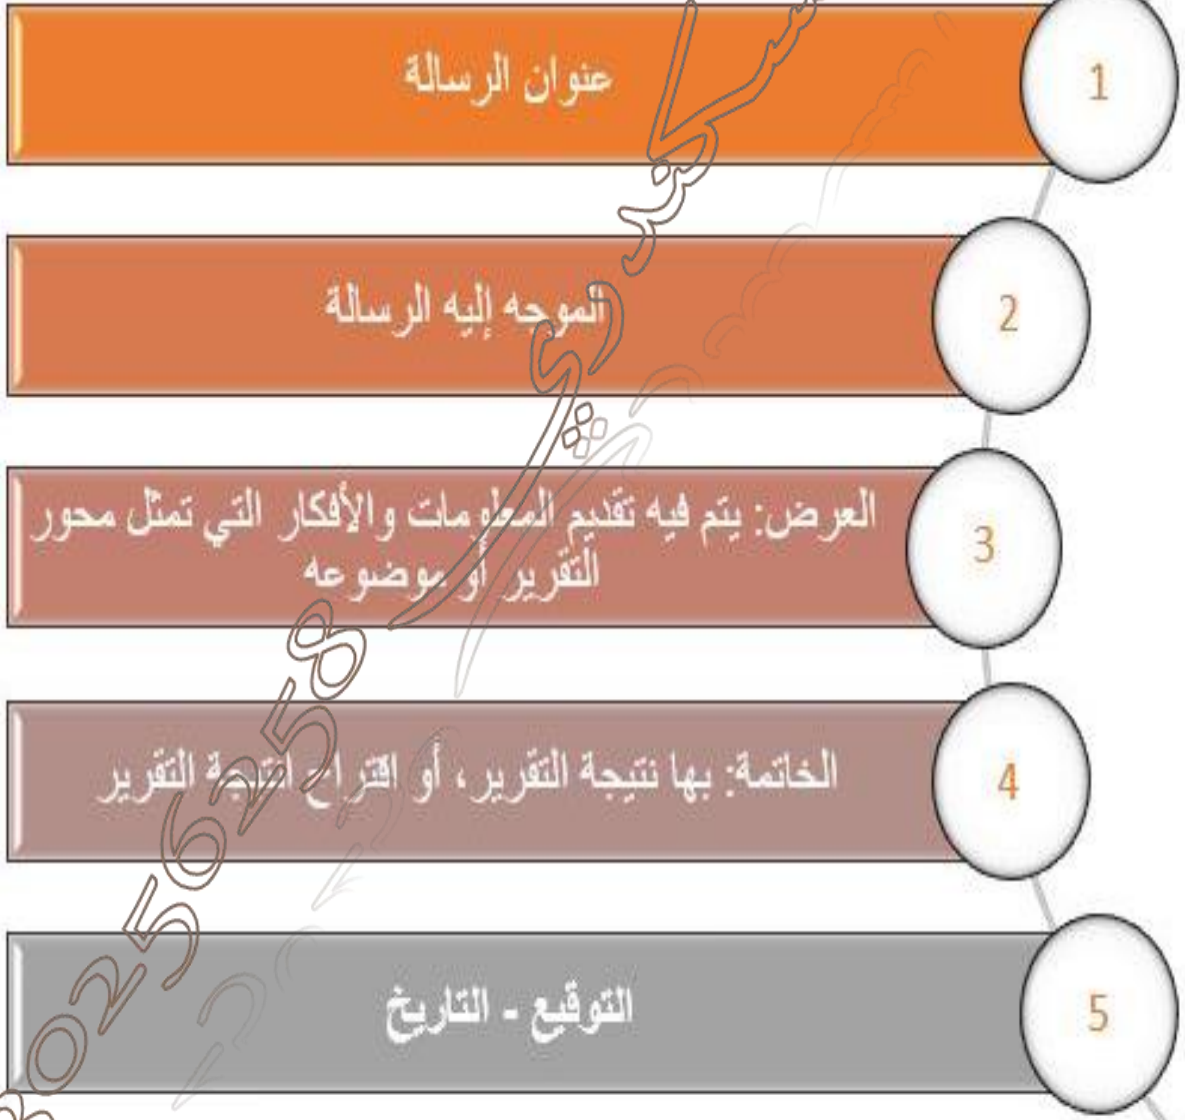 1
عنوان الرسالة
2
الموجه إليه الرسالة
3
العرض: يتم فيه تقديم المعلومات والأفكار التي تمثل محور
التقرير أو موضوعه
4
الخاتمة: بها نتيجة التقرير، أو اقتراح لنتيجة التقرير
5
التوقيع - التاريخ